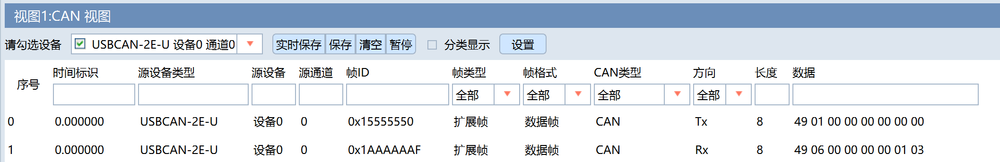 视图1:CAN 视图
请勾选设备 USBCAN-2E-U 设备0 通道0 实时保存 保存 清空 暂停 分类显示 设置
序号 时间标识 源设备类型 源设备 源通道 帧ID 帧类型 帧格式 CAN类型 方向 长度 数据
全部 全部 全部 全部
0 0.000000 USBCAN-2E-U 设备0 0 0x15555550 扩展帧 数据帧 CAN Tx 8 49 01 00 00 00 00 00 00
1 0.000000 USBCAN-2E-U 设备0 0 0x1AAAAAAF 扩展帧 数据帧 CAN Rx 8 49 06 00 00 00 00 01 03